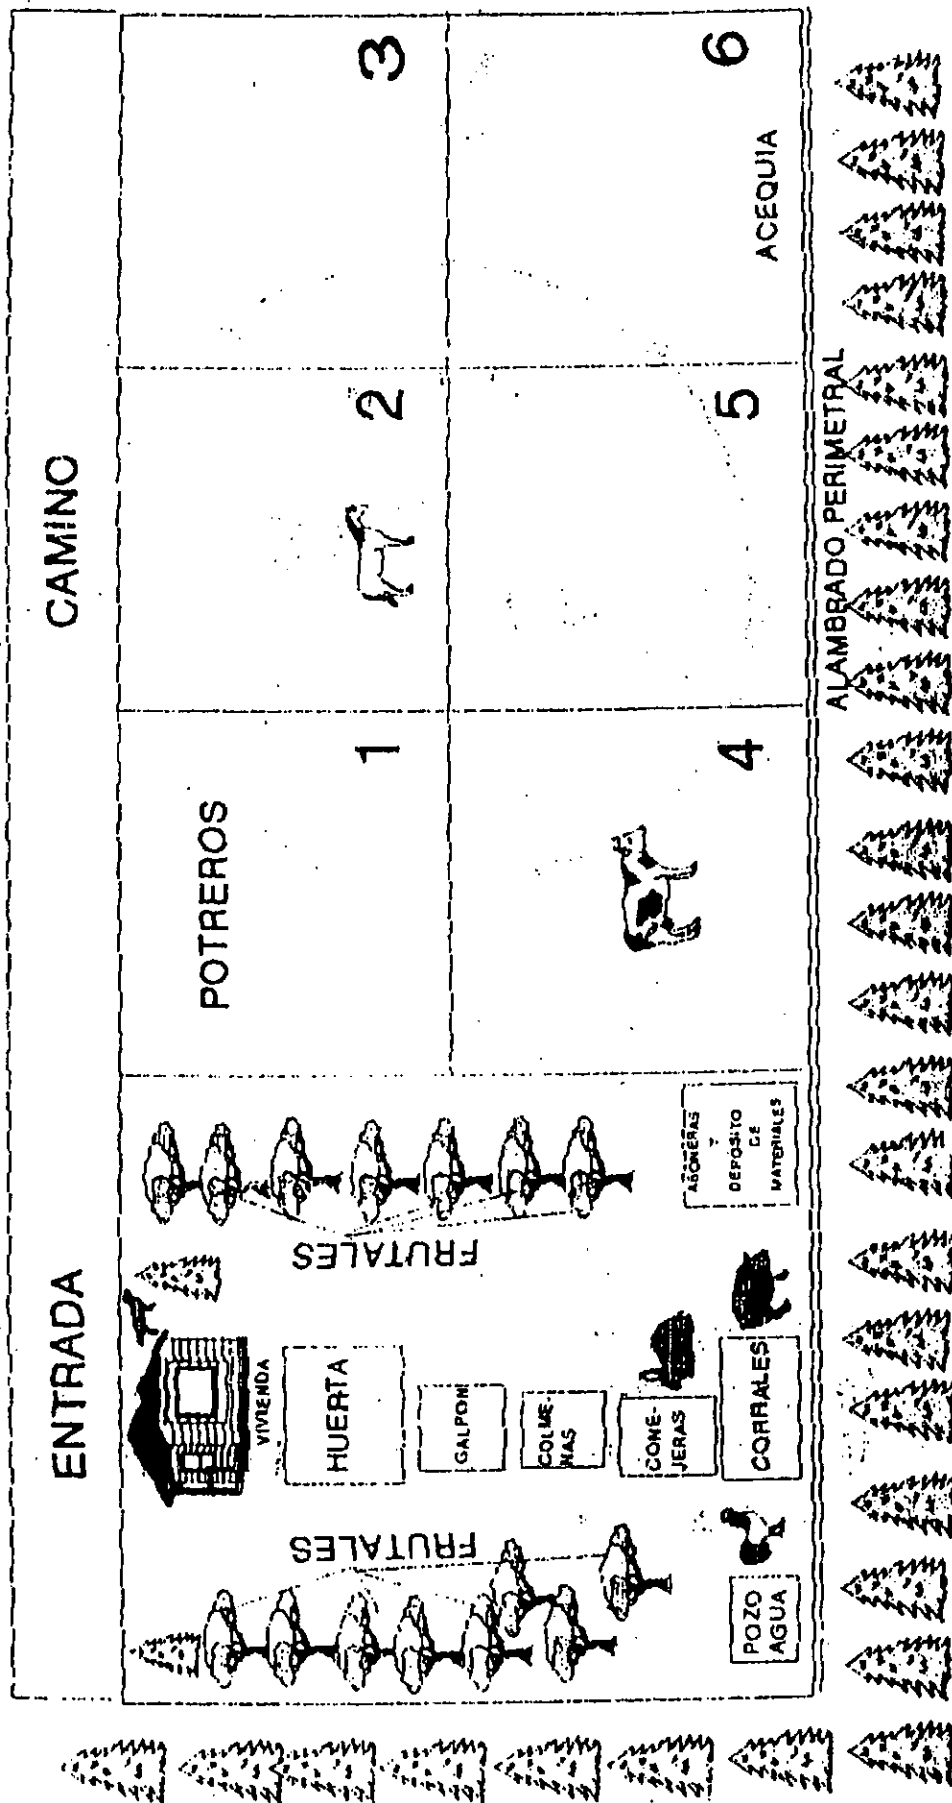 ENTRADA
CAMINO
POTREROS
1
2
3
4
5
6
ACEQUIA
ALAMBRADO PERIMETRAL
FRUTALES
VIVIENDA
HUERTA
GALPON
COLME-
NAS
CONE-
JERAS
CORRALES
FRUTALES
ABONERAS
Y
DEPOSITO
DE
MATERIALES
POZO
AGUA